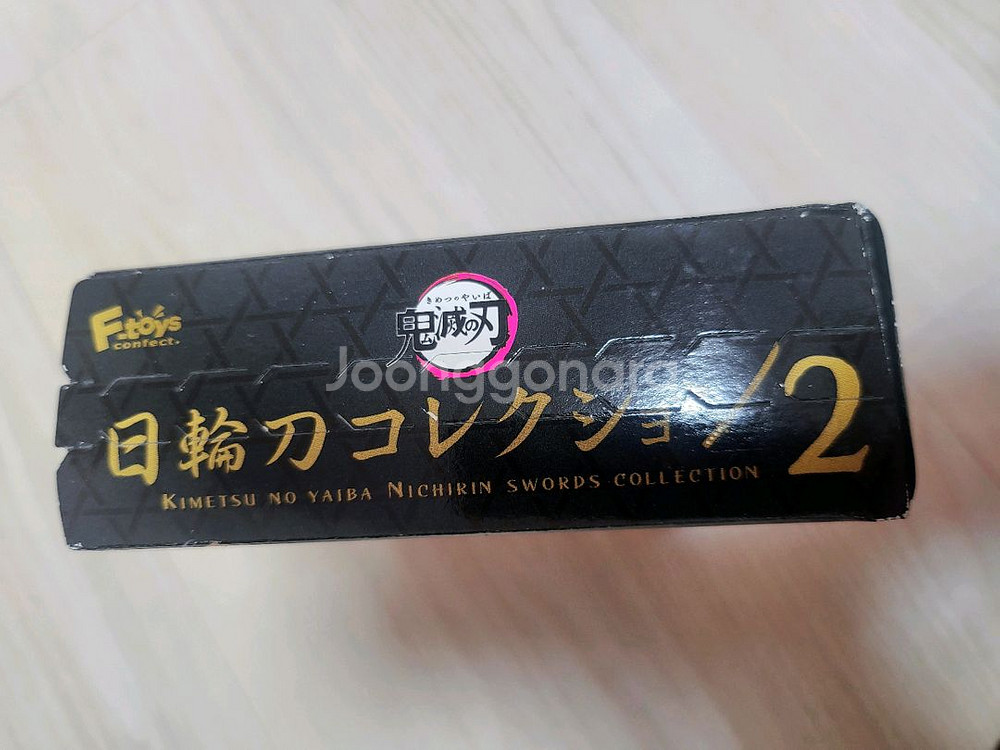 F-toys
confect.
きめつのやいば
鬼滅の刃
Joonggonara
日輪刀コレクション2
KIMETSU NO YAIBA NICHIRIN SWORDS COLLECTION